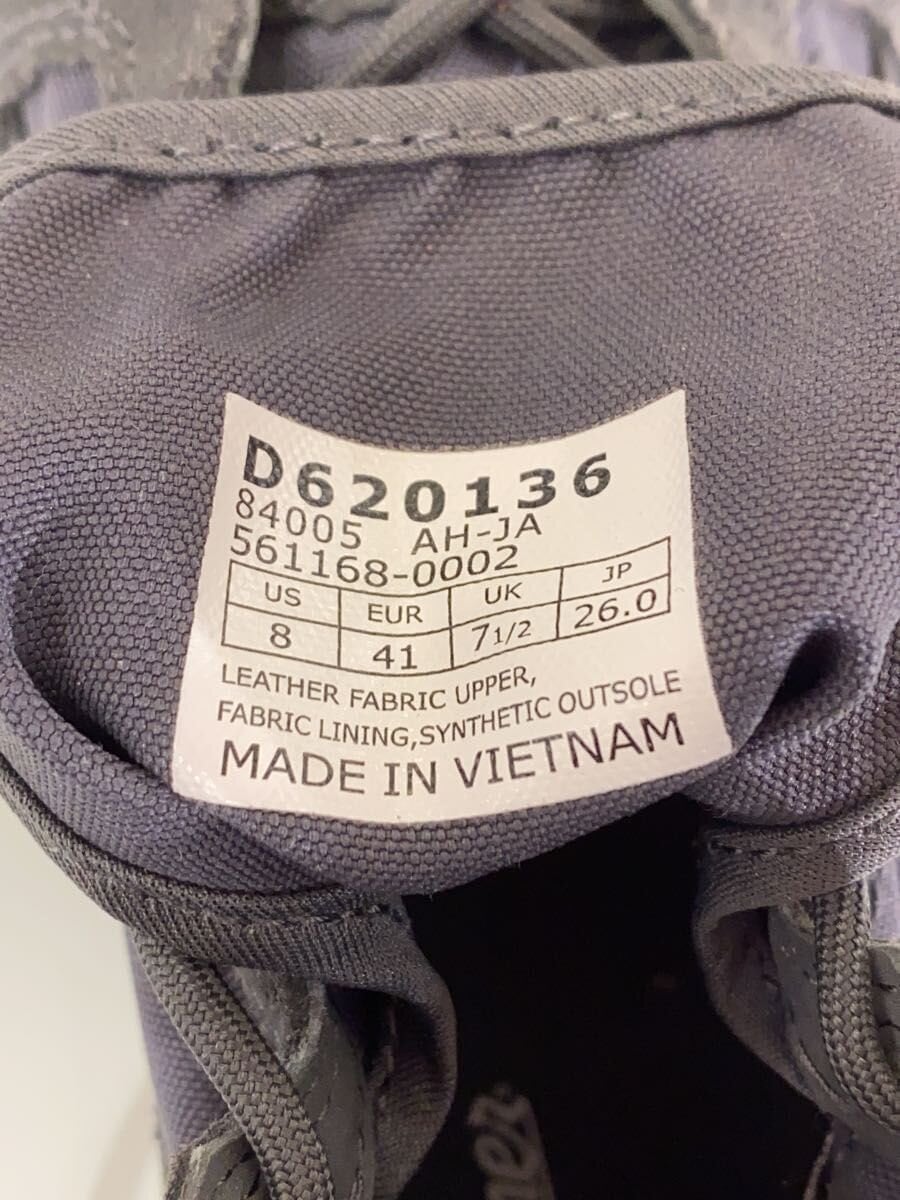 D620136
84005 AH-JA
561168-0002
US EUR UK JP
8 41 7 1/2 26.0
LEATHER FABRIC UPPER,
FABRIC LINING,SYNTHETIC OUTSOLE
MADE IN VIETNAM